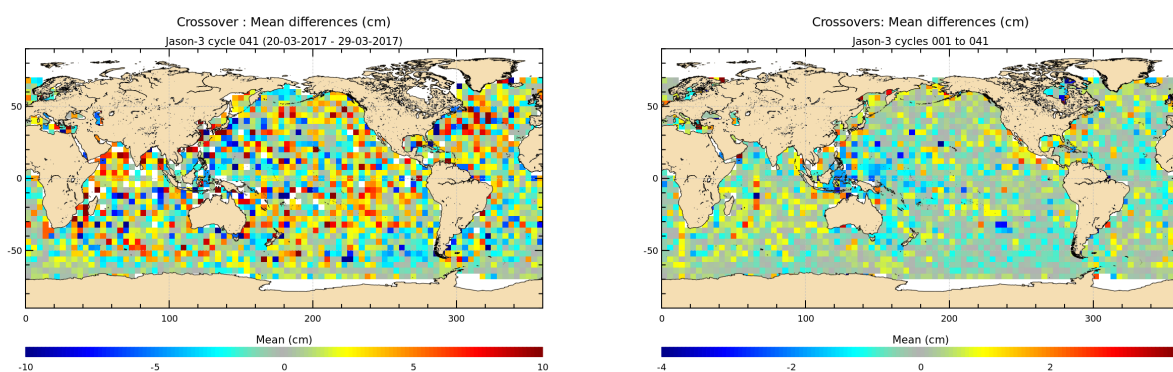 Crossover : Mean differences (cm)
Jason-3 cycle 041 (20-03-2017 - 29-03-2017)
50
0
-50
0 100 200 300
Mean (cm)
-10 -5 0 5 10
Crossovers: Mean differences (cm)
Jason-3 cycles 001 to 041
50
0
-50
0 100 200 300
Mean (cm)
-4 -2 0 2